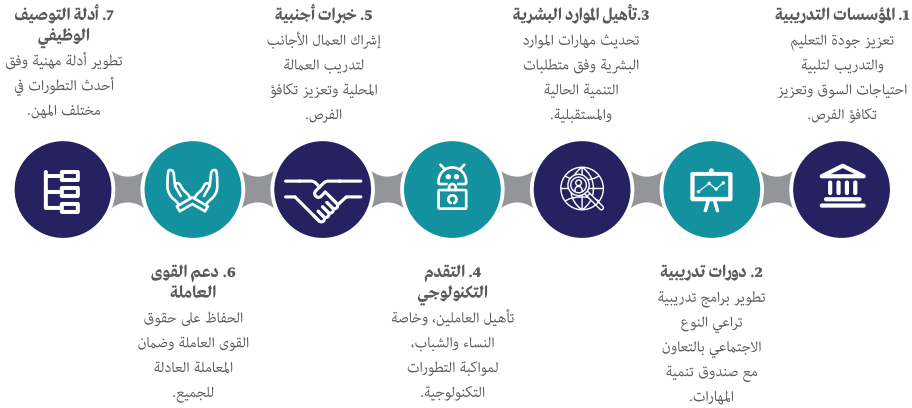 1. المؤسسات التدريبية
تعزيز جودة التعليم
والتدريب لتلبية
احتياجات السوق وتعزيز
تكافؤ الفرص.
2. دورات تدريبية
تطوير برامج تدريبية
تراعي النوع
الاجتماعي بالتعاون
مع صندوق تنمية
المهارات.
3.تأهيل الموارد البشرية
تحديث مهارات الموارد
البشرية وفق متطلبات
التنمية الحالية
والمستقبلية.
4. التقدم
التكنولوجي
تأهيل العاملين، وخاصة
النساء والشباب،
لمواكبة التطورات
التكنولوجية.
5. خبرات أجنبية
إشراك العمال الأجانب
لتدريب العمالة
المحلية وتعزيز تكافؤ
الفرص.
6. دعم القوى
العاملة
الحفاظ على حقوق
القوى العاملة وضمان
المعاملة العادلة
للجميع.
7. أدلة التوصيف
الوظيفي
تطوير أدلة مهنية وفق
أحدث التطورات في
مختلف المهن.